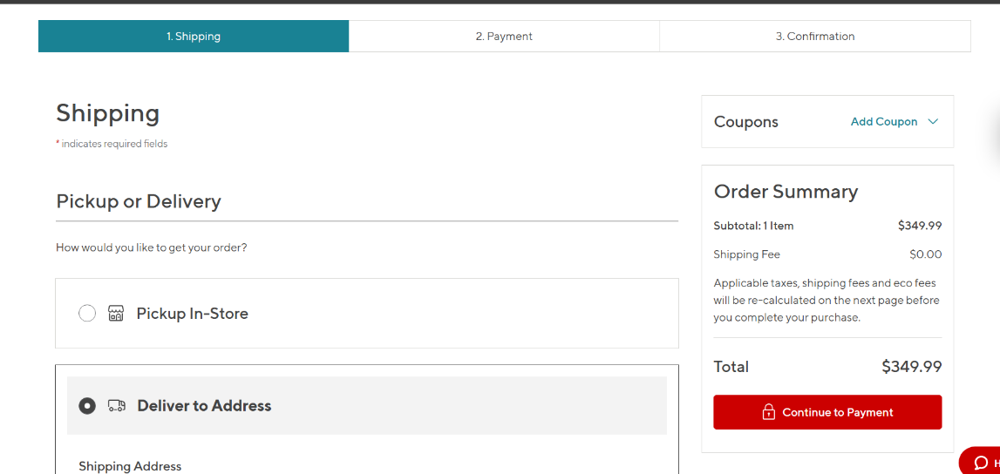 1. Shipping
2. Payment
3. Confirmation
Shipping
* indicates required fields
Pickup or Delivery
How would you like to get your order?
Pickup In-Store
Deliver to Address
Shipping Address
Coupons
Add Coupon
Order Summary
Subtotal: 1 Item $349.99
Shipping Fee $0.00
Applicable taxes, shipping fees and eco fees
will be re-calculated on the next page before
you complete your purchase.
Total $349.99
Continue to Payment